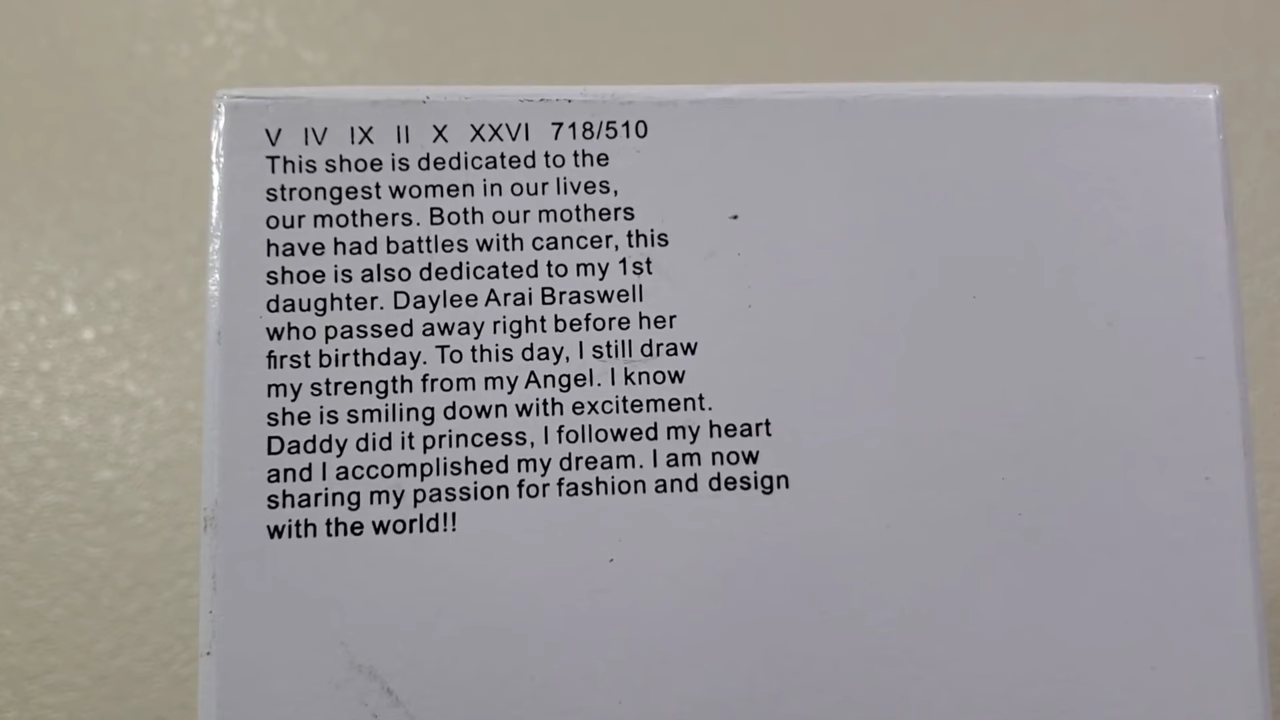 V IV IX II X XXVI 718/510
This shoe is dedicated to the
strongest women in our lives,
our mothers. Both our mothers
have had battles with cancer, this
shoe is also dedicated to my 1st
daughter. Daylee Arai Braswell
who passed away right before her
first birthday. To this day, I still draw
my strength from my Angel. I know
she is smiling down with excitement.
Daddy did it princess, I followed my heart
and I accomplished my dream. I am now
sharing my passion for fashion and design
with the world!!